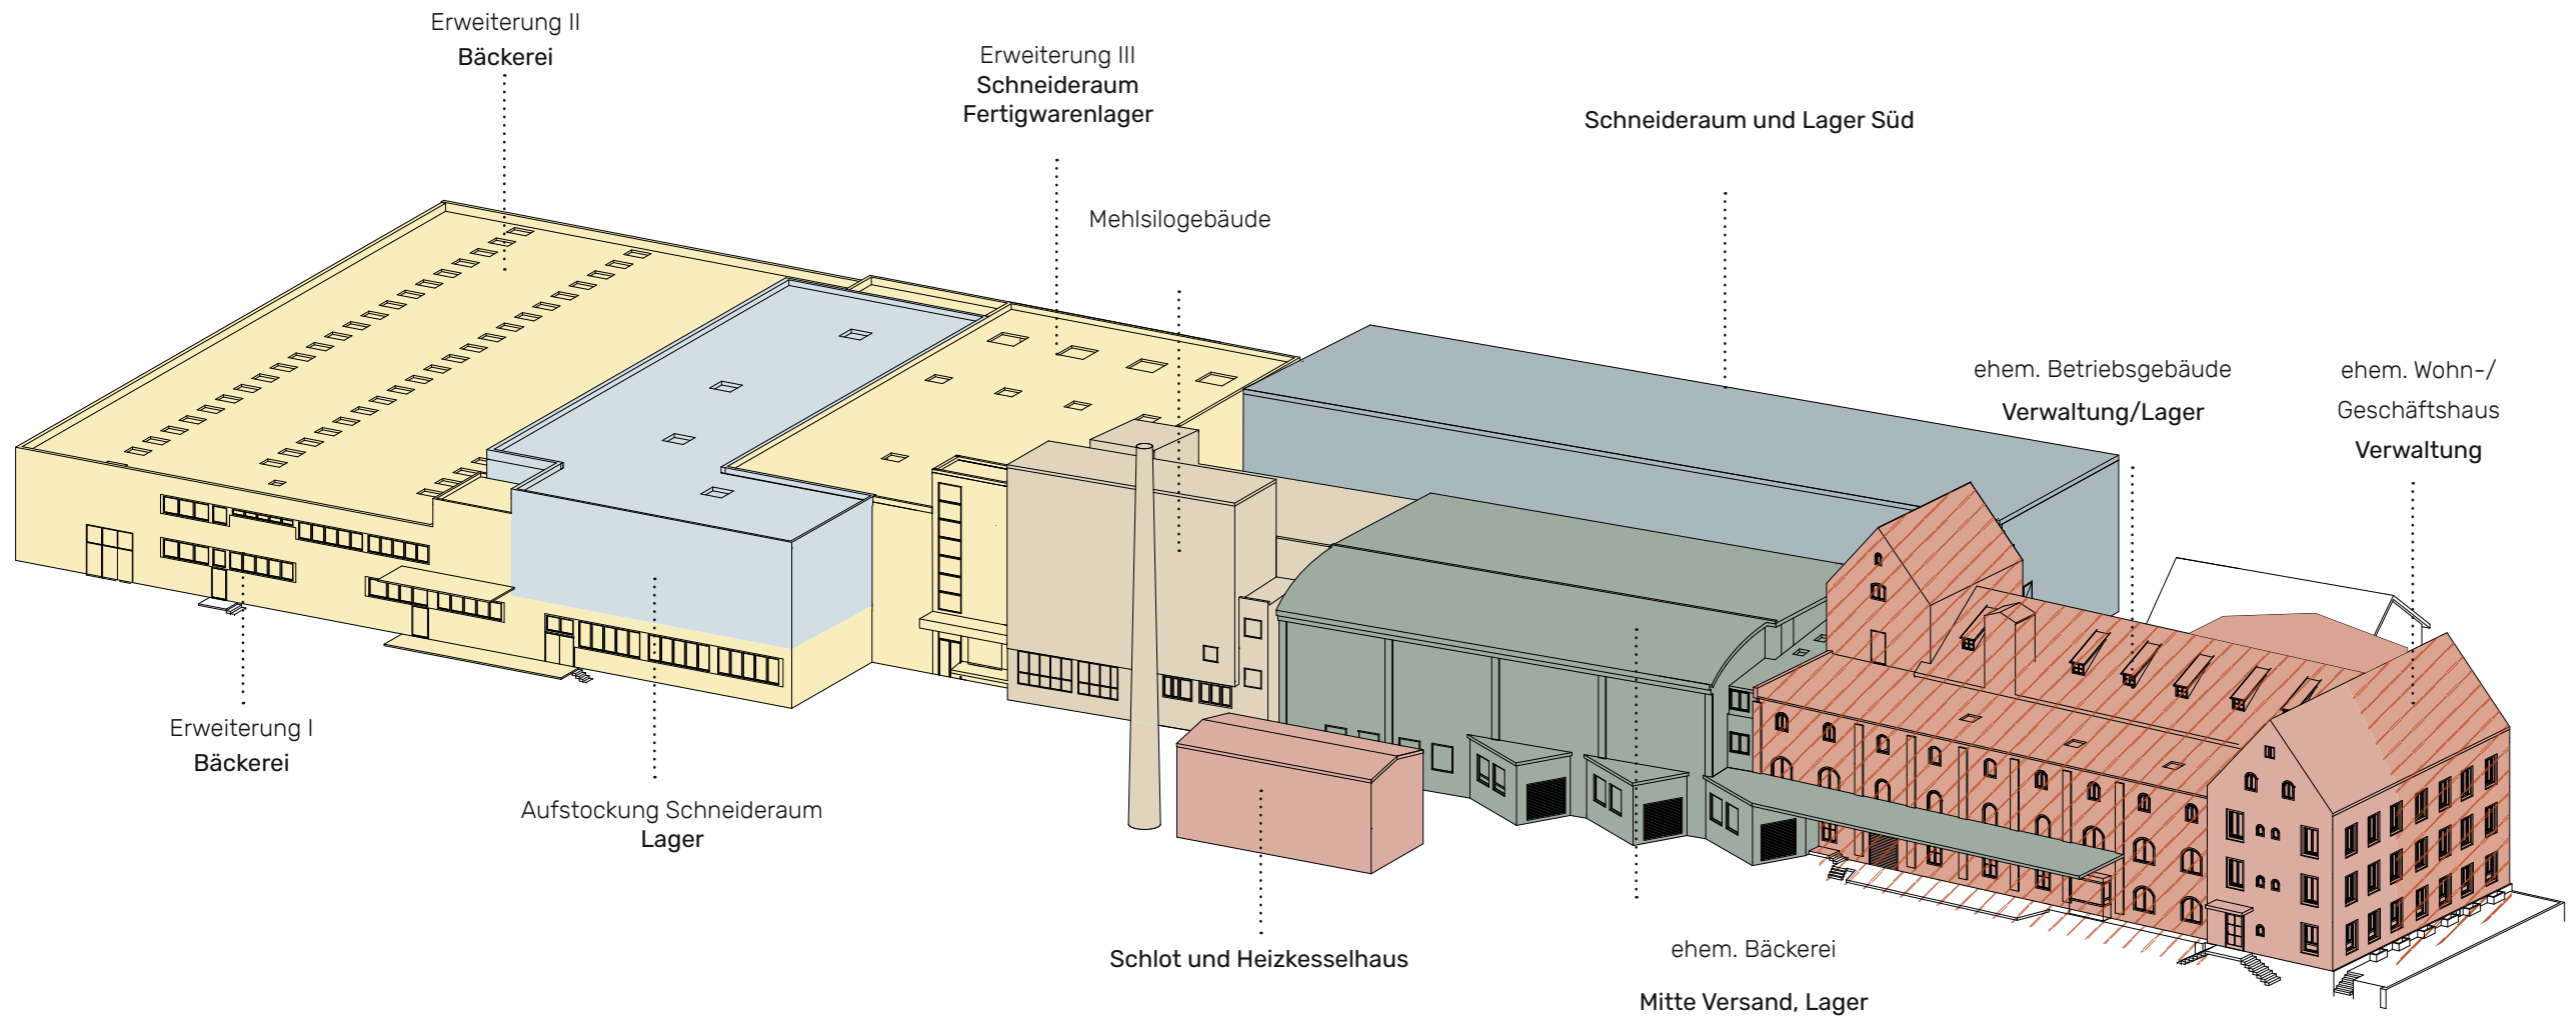 Erweiterung II
Bäckerei
Erweiterung III
Schneideraum
Fertigwarenlager
Schneideraum und Lager Süd
Mehlsilogebäude
ehem. Betriebsgebäude
Verwaltung/Lager
ehem. Wohn-/
Geschäftshaus
Verwaltung
Erweiterung I
Bäckerei
Aufstockung Schneideraum
Lager
Schlot und Heizkesselhaus
ehem. Bäckerei
Mitte Versand, Lager